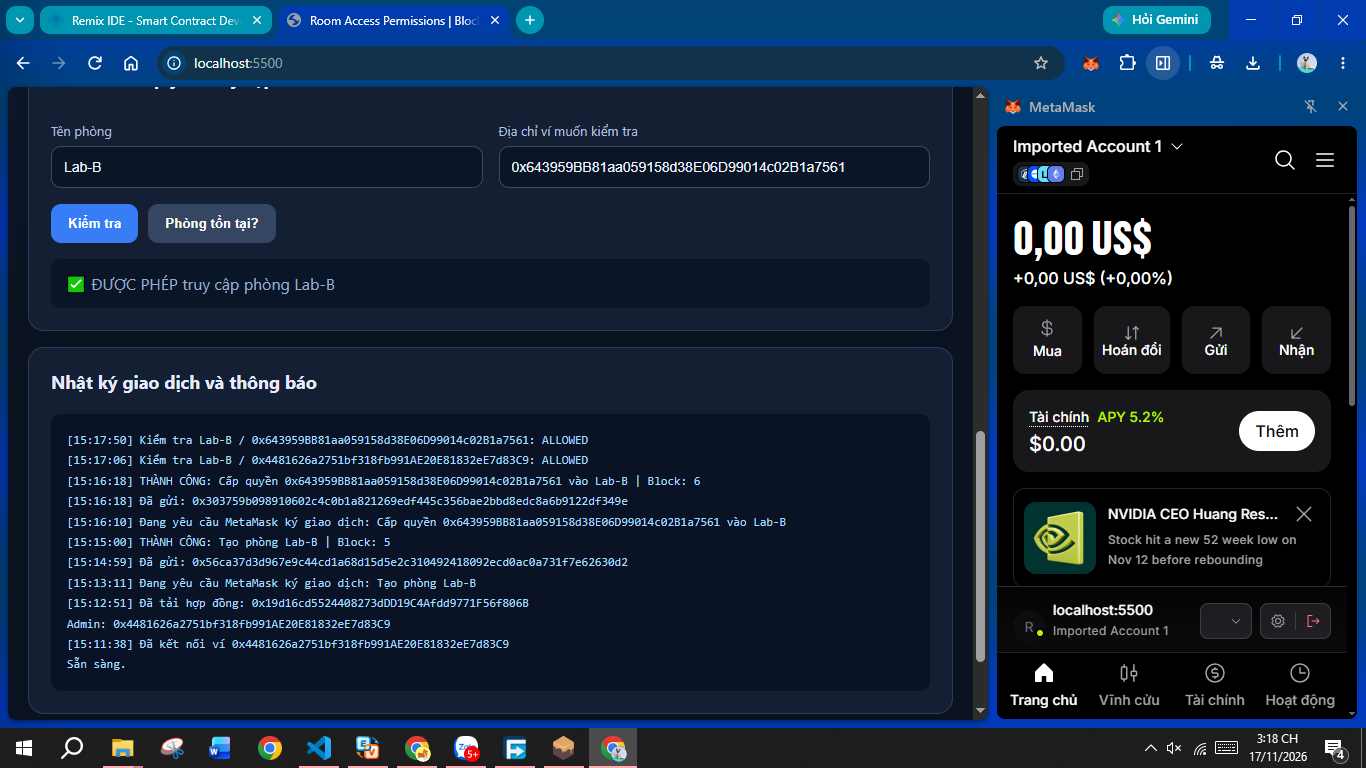 Remix IDE - Smart Contract Dev
Room Access Permissions | Bloc
Hỏi Gemini
localhost:5500
Tên phòng
Địa chỉ ví muốn kiểm tra
Lab-B
0x643959BB81aa059158d38E06D99014c02B1a7561
Kiểm tra
Phòng tồn tại?
ĐƯỢC PHÉP truy cập phòng Lab-B
Nhật ký giao dịch và thông báo
[15:17:50] Kiểm tra Lab-B / 0x643959BB81aa059158d38E06D99014c02B1a7561: ALLOWED
[15:17:06] Kiểm tra Lab-B / 0x4481626a2751bf318fb991AE20E81832eE7d83C9: ALLOWED
[15:16:18] THÀNH CÔNG: Cấp quyền 0x643959BB81aa059158d38E06D99014c02B1a7561 vào Lab-B | Block: 6
[15:16:18] Đã gửi: 0x303759b098910602c4c0b1a821269edf445c356bae2bbd8edc8a6b9122df349e
[15:16:10] Đang yêu cầu MetaMask ký giao dịch: Cấp quyền 0x643959BB81aa059158d38E06D99014c02B1a7561 vào Lab-B
[15:15:00] THÀNH CÔNG: Tạo phòng Lab-B | Block: 5
[15:14:59] Đã gửi: 0x56ca37d3d967e9c44cd1a68d15d5e2c310492418092ecd0ac0a731f7e62630d2
[15:13:11] Đang yêu cầu MetaMask ký giao dịch: Tạo phòng Lab-B
[15:12:51] Đã tải hợp đồng: 0x19d16cd5524408273dDD19C4Afdd9771F56f806B
Admin: 0x4481626a2751bf318fb991AE20E81832eE7d83C9
[15:11:38] Đã kết nối ví 0x4481626a2751bf318fb991AE20E81832eE7d83C9
Sẵn sàng.
MetaMask
Imported Account 1
0,00 US$
+0,00 US$ (+0,00%)
Mua
Hoán đổi
Gửi
Nhận
Tài chính APY 5.2%
$0.00
Thêm
NVIDIA CEO Huang Res...
Stock hit a new 52 week low on
Nov 12 before rebounding
R
localhost:5500
Imported Account 1
Trang chủ
Vĩnh cửu
Tài chính
Hoạt động
5+
3:18 CH
17/11/2026
4